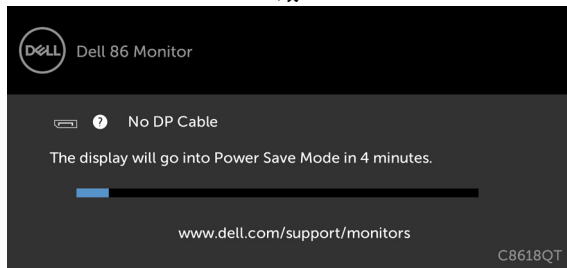 DELL
Dell 86 Monitor
? No DP Cable
The display will go into Power Save Mode in 4 minutes.
www.dell.com/support/monitors
C8618QT